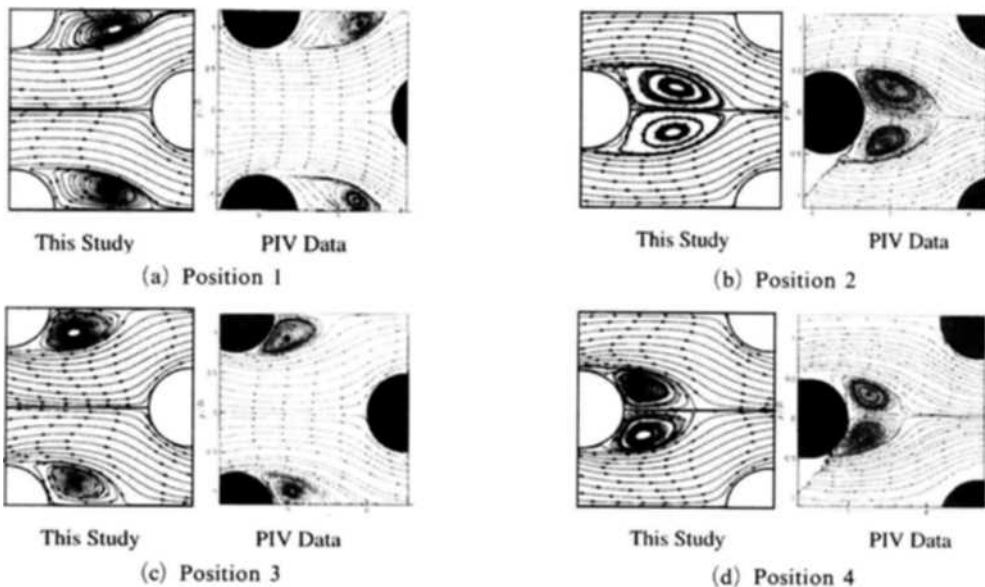 This Study PIV Data
(a) Position 1
This Study PIV Data
(b) Position 2
This Study PIV Data
(c) Position 3
This Study PIV Data
(d) Position 4